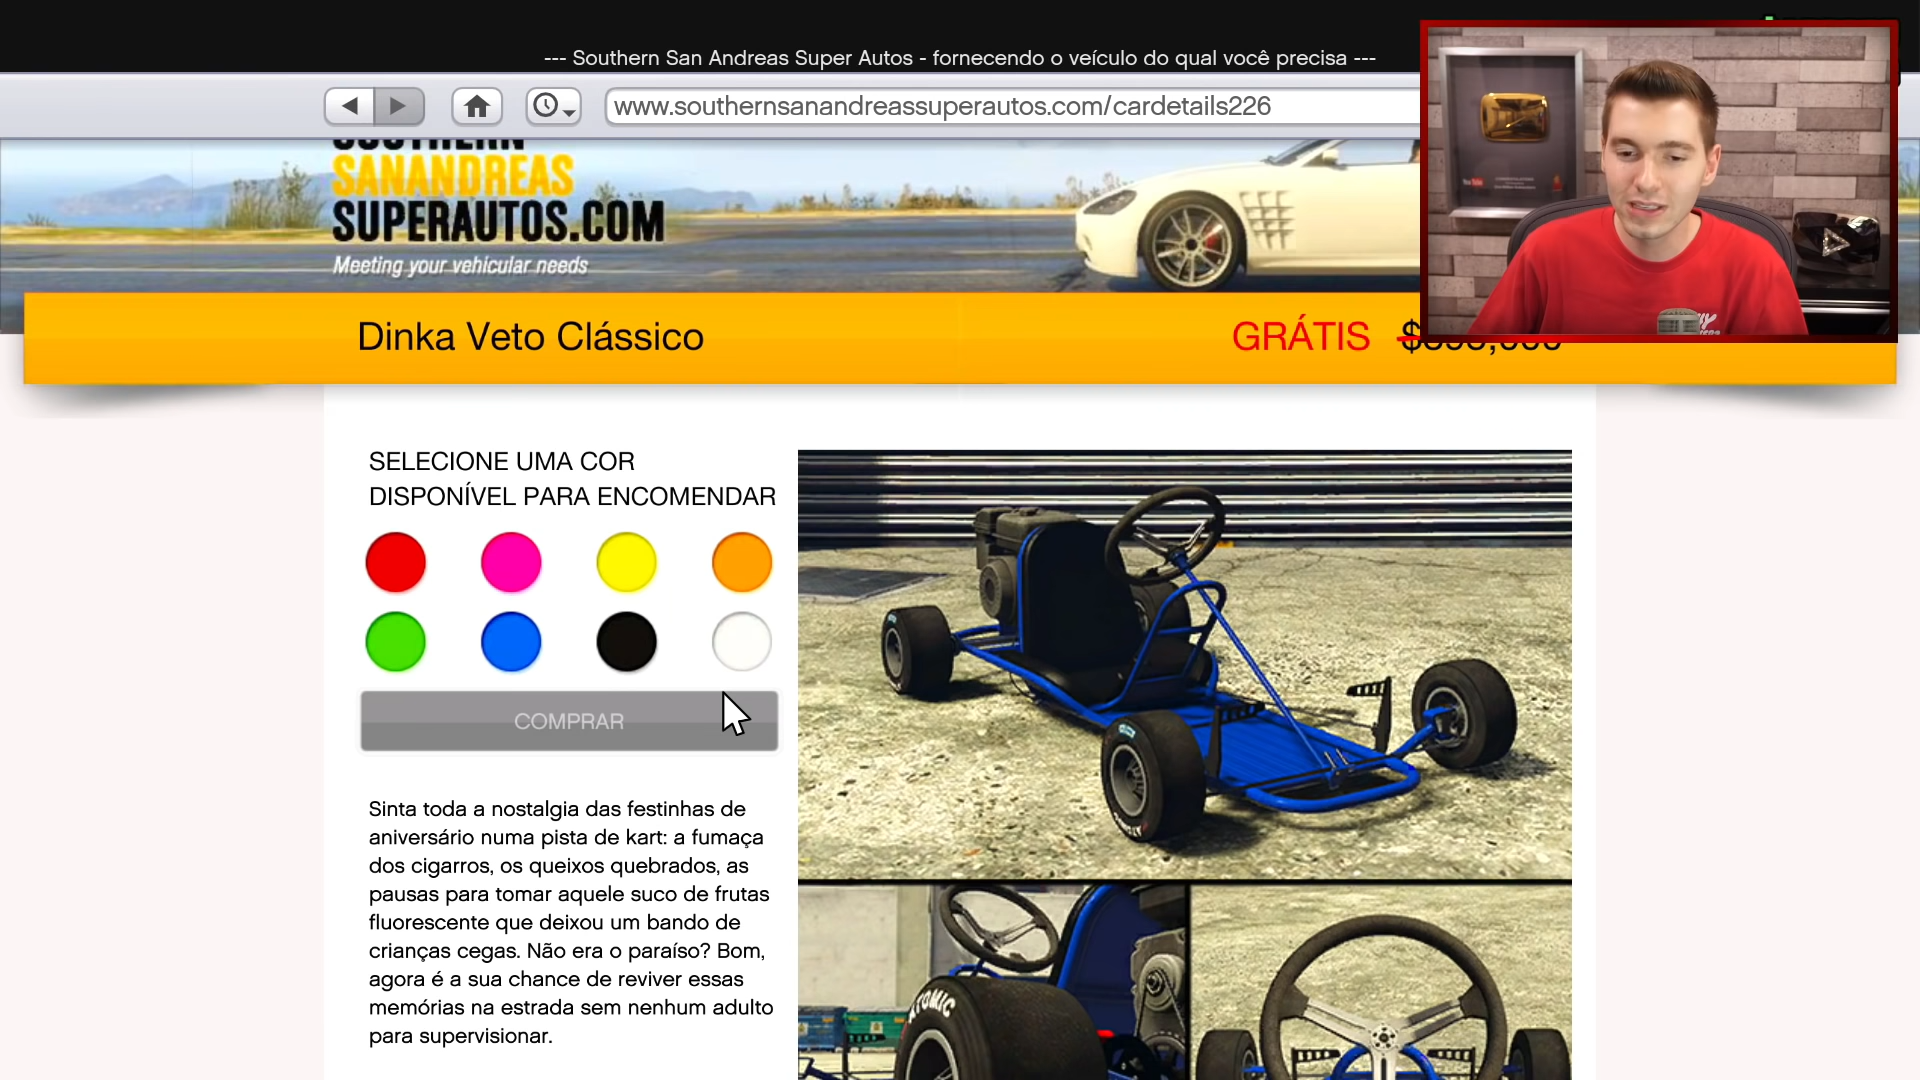 --- Southern San Andreas Super Autos - fornecendo o veículo do qual você precisa ---
www.southernsanandreassuperautos.com/cardetails226
SOUTHERN
SANANDREAS
SUPERAUTOS.COM
Meeting your vehicular needs
Dinka Veto Clássico
GRÁTIS
SELECIONE UMA COR
DISPONÍVEL PARA ENCOMENDAR
COMPRAR
Sinta toda a nostalgia das festinhas de
aniversário numa pista de kart: a fumaça
dos cigarros, os queixos quebrados, as
pausas para tomar aquele suco de frutas
fluorescente que deixou um bando de
crianças cegas. Não era o paraíso? Bom,
agora é a sua chance de reviver essas
memórias na estrada sem nenhum adulto
para supervisionar.
ATOMIC